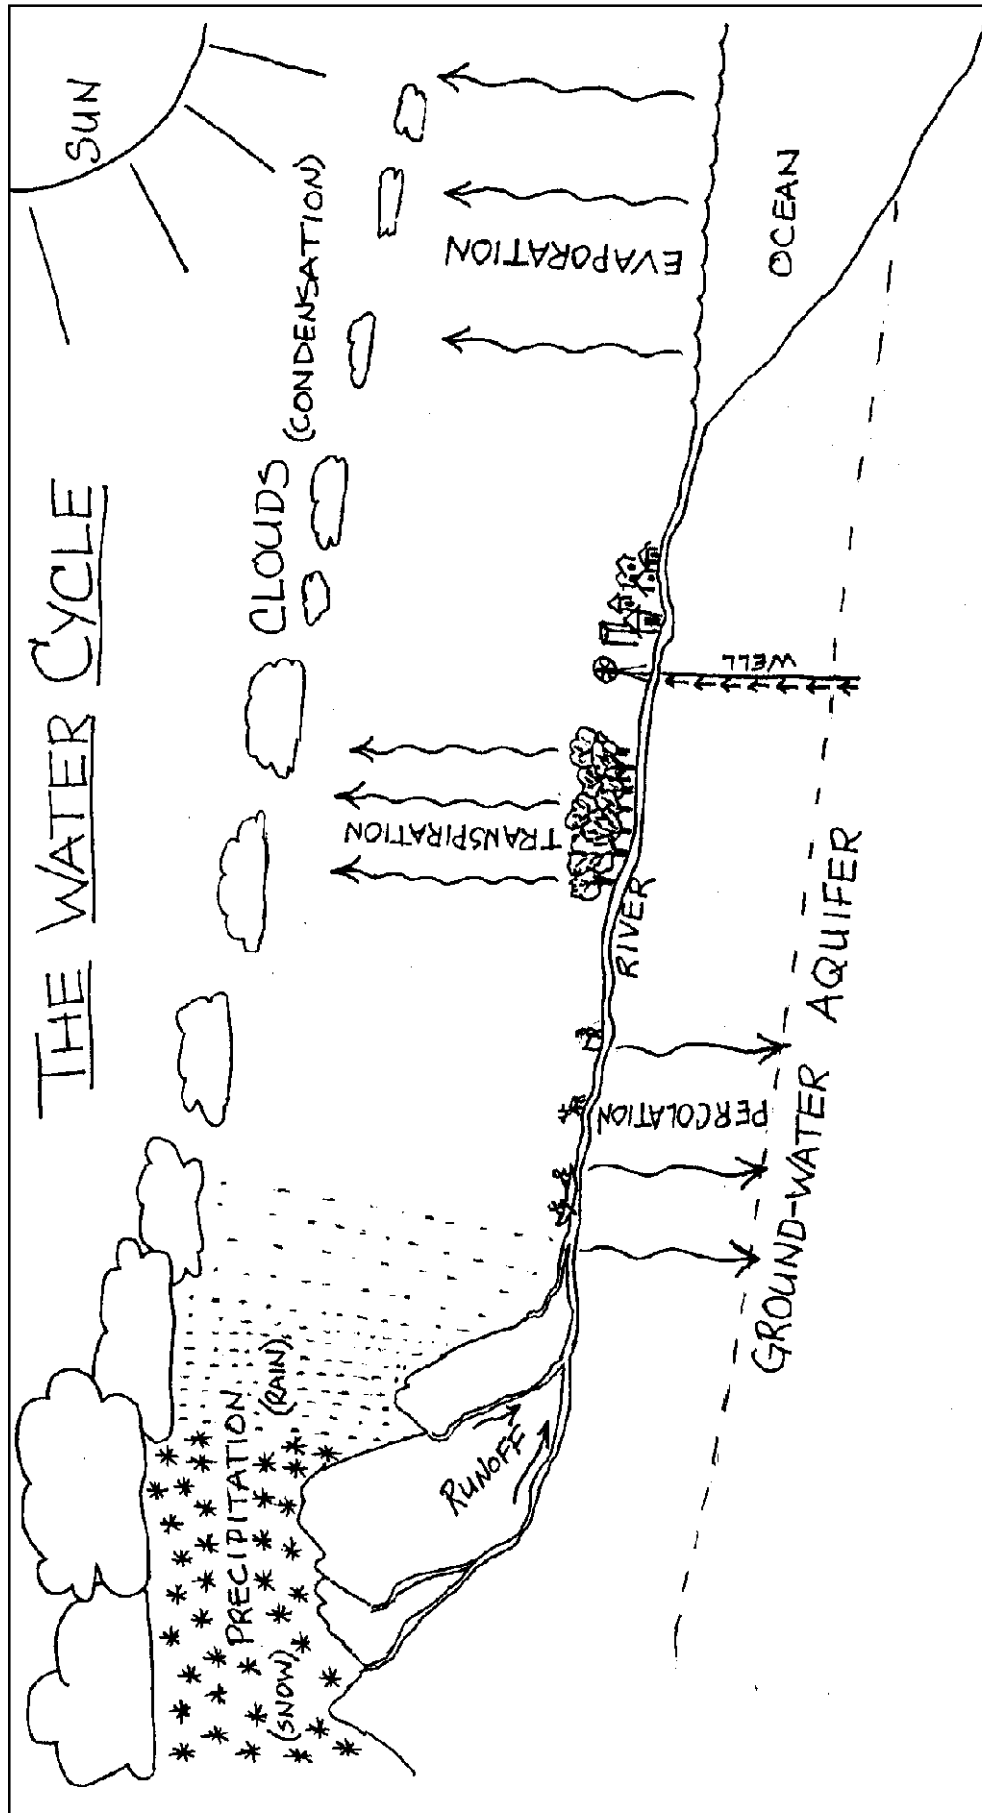 THE WATER CYCLE
SUN
CLOUDS
(CONDENSATION)
PRECIPITATION
(SNOW)
(RAIN)
RUNOFF
TRANSPIRATION
EVAPORATION
RIVER
PERCOLATION
WELL
OCEAN
GROUND-WATER AQUIFER